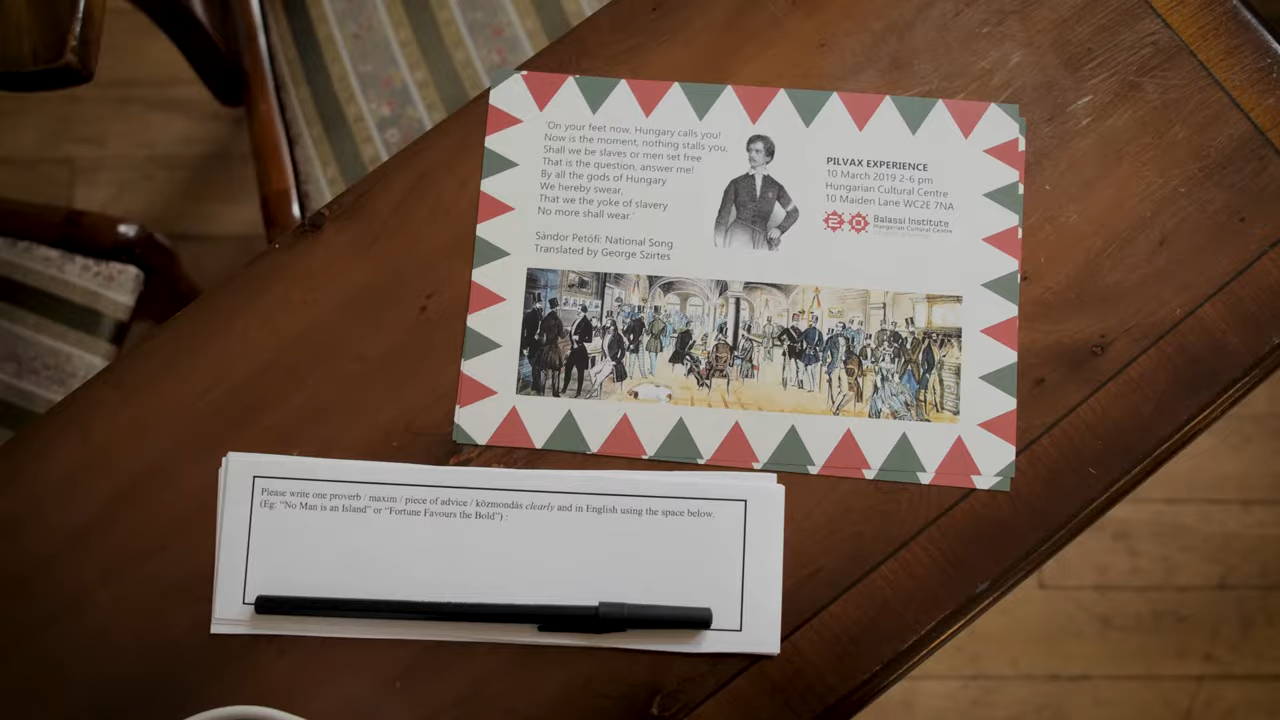 'On your feet now, Hungary calls you!
Now is the moment, nothing stalls you,
Shall we be slaves or men set free
That is the question, answer me!
By all the gods of Hungary
We hereby swear,
That we the yoke of slavery
No more shall wear.'
Sàndor Petőfi: National Song
Translated by George Szirtes
PILVAX EXPERIENCE
10 March 2019 2-6 pm
Hungarian Cultural Centre
10 Maiden Lane WC2E 7NA
20
Balassi Institute
Hungarian Cultural Centre
Please write one proverb / maxim / piece of advice / közmondás clearly and in English using the space below.
(Eg: “No Man is an Island” or “Fortune Favours the Bold”) :